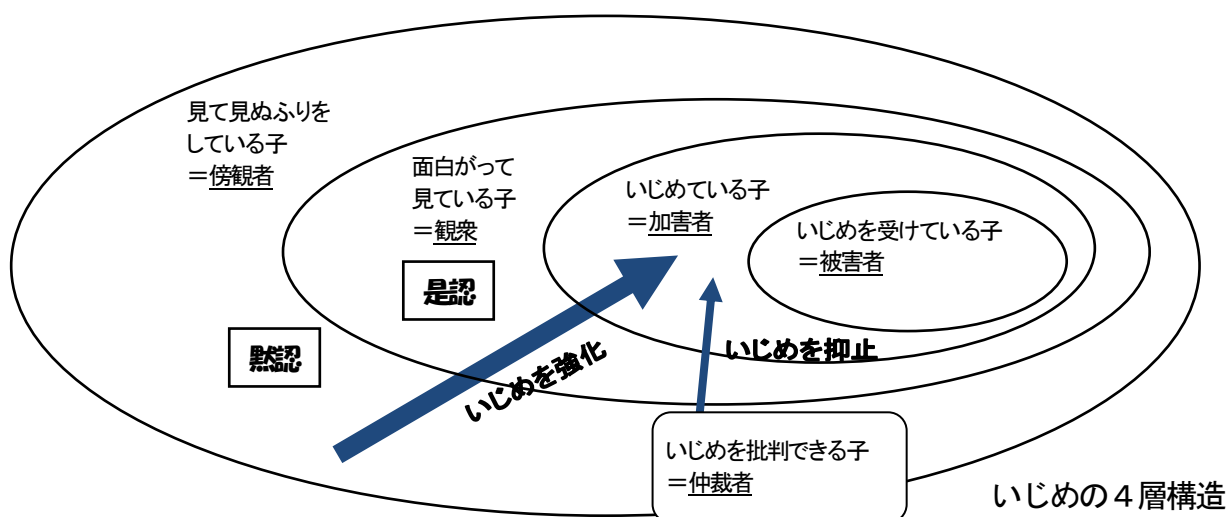 見て見ぬふりを
している子
＝傍観者
面白がって
見ている子
＝観衆
いじめている子
＝加害者
いじめを受けている子
＝被害者
是認
黙認
いじめを強化
いじめを抑止
いじめを批判できる子
＝仲裁者
いじめの４層構造